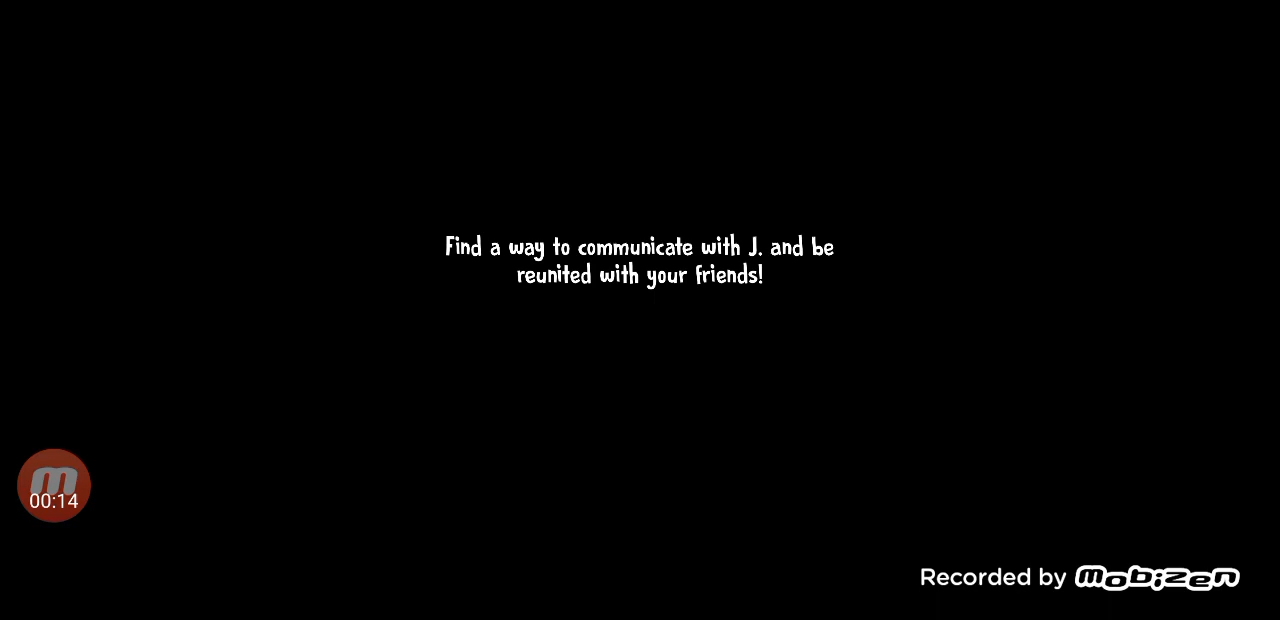 Find a way to communicate with J. and be
reunited with your friends!
m
00:14
Recorded by mobizen